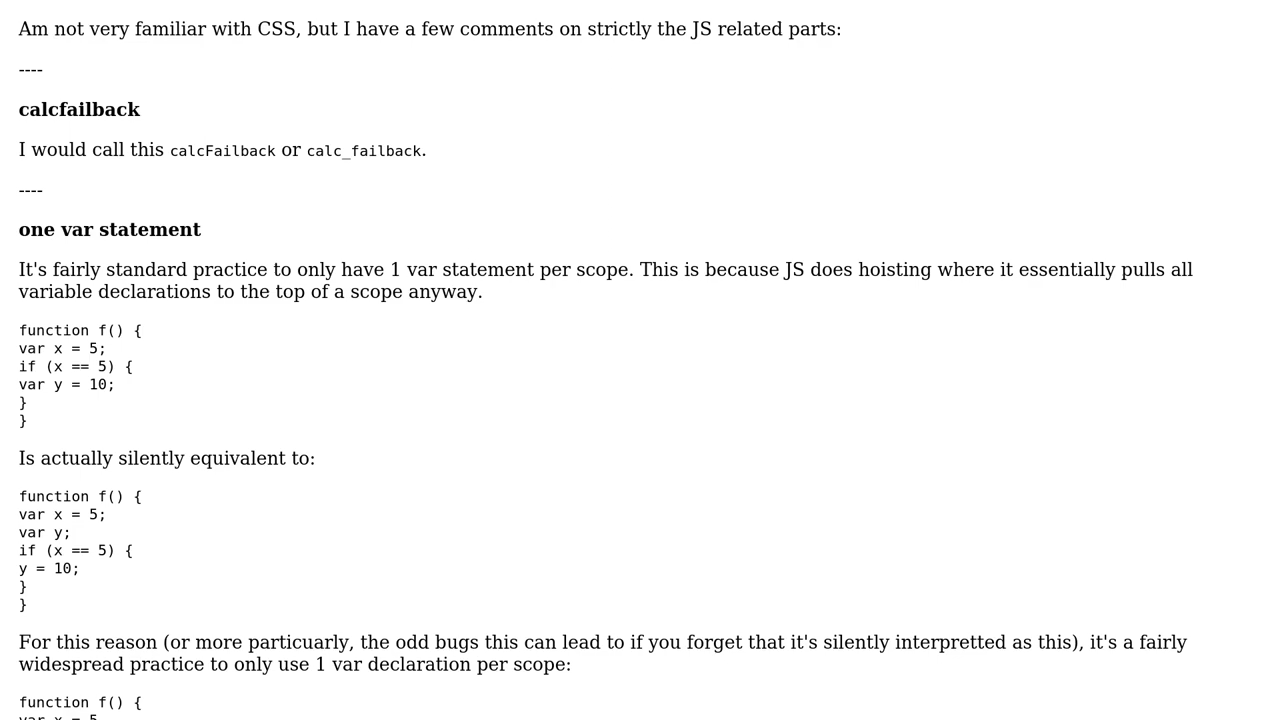 Am not very familiar with CSS, but I have a few comments on strictly the JS related parts:
----
calcfailback
I would call this calcFailback or calc_failback.
----
one var statement
It's fairly standard practice to only have 1 var statement per scope. This is because JS does hoisting where it essentially pulls all
variable declarations to the top of a scope anyway.
function f() {
var x = 5;
if (x == 5) {
var y = 10;
}
}
Is actually silently equivalent to:
function f() {
var x = 5;
var y;
if (x == 5) {
y = 10;
}
}
For this reason (or more particuarly, the odd bugs this can lead to if you forget that it's silently interpretted as this), it's a fairly
widespread practice to only use 1 var declaration per scope:
function f() {
var x = 5